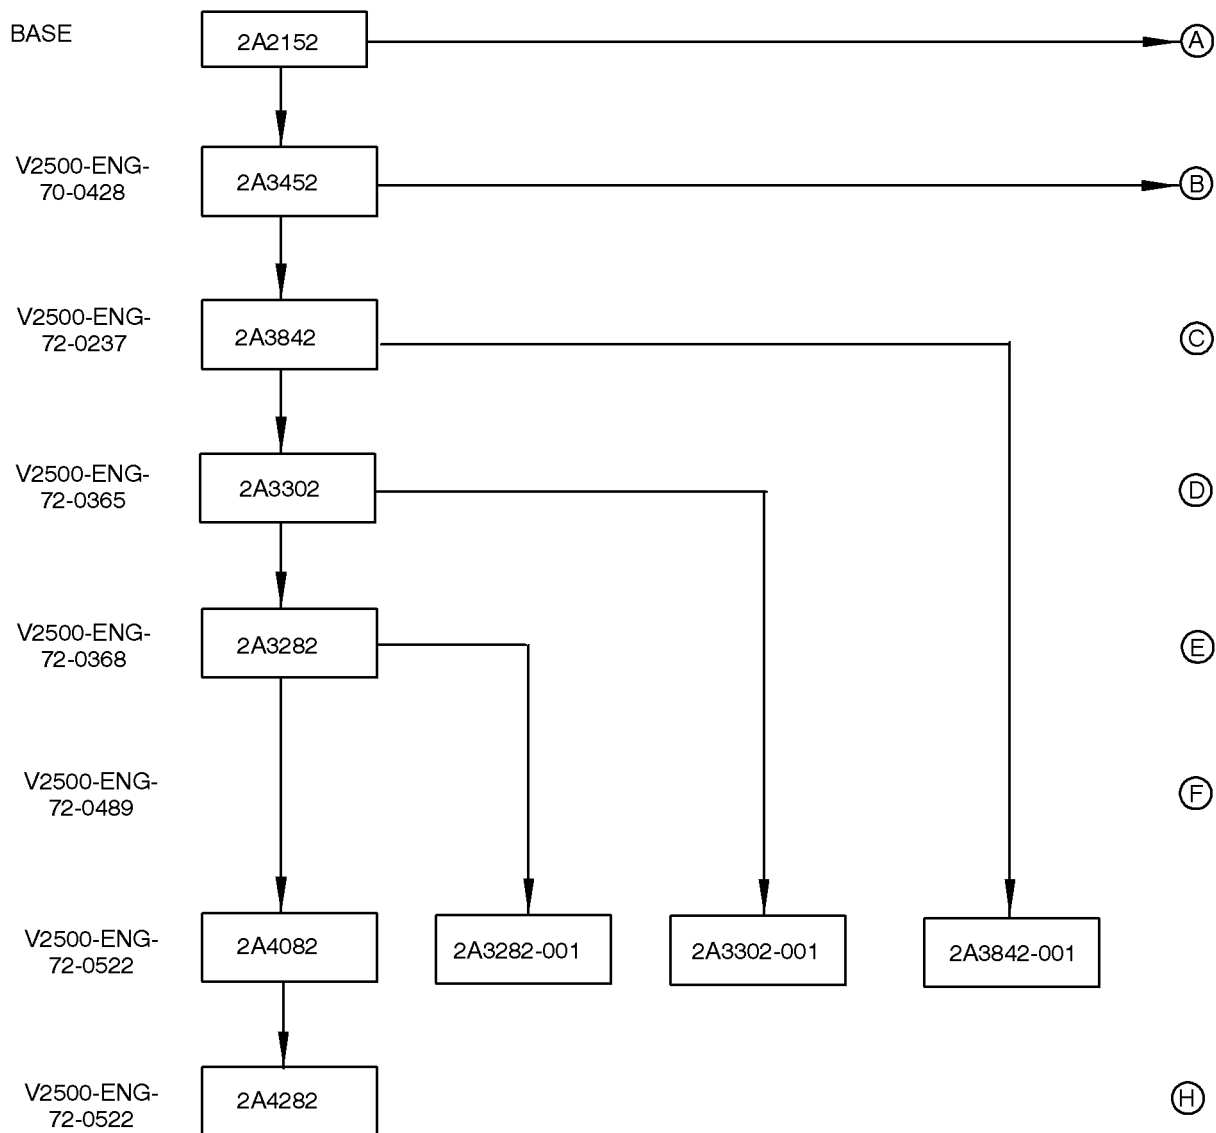 BASE
2A2152
A
V2500-ENG-
70-0428
2A3452
B
V2500-ENG-
72-0237
2A3842
C
V2500-ENG-
72-0365
2A3302
D
V2500-ENG-
72-0368
2A3282
E
V2500-ENG-
72-0489
F
V2500-ENG-
72-0522
2A4082
2A3282-001
2A3302-001
2A3842-001
V2500-ENG-
72-0522
2A4282
H